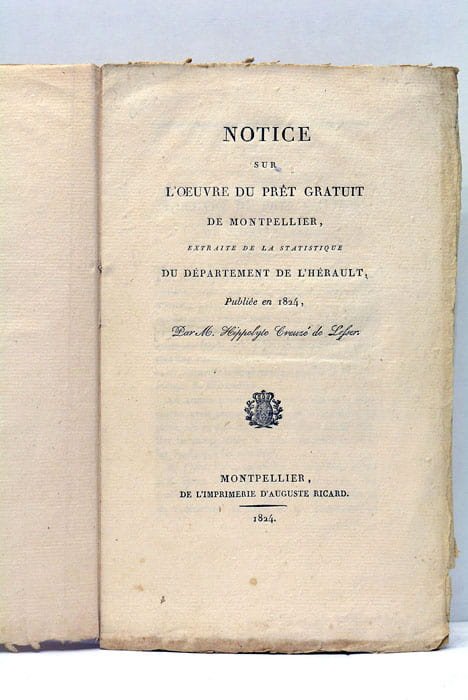 NOTICE
SUR
L'OEUVRE DU PRÊT GRATUIT
DE MONTPELLIER,
EXTRAITE DE LA STATISTIQUE
DU DÉPARTEMENT DE L'HÉRAULT,
Publiée en 1824,
Par M. Hippolyte Creuzé de Lesser.
MONTPELLIER,
DE L'IMPRIMERIE D'AUGUSTE RICARD.
1824.